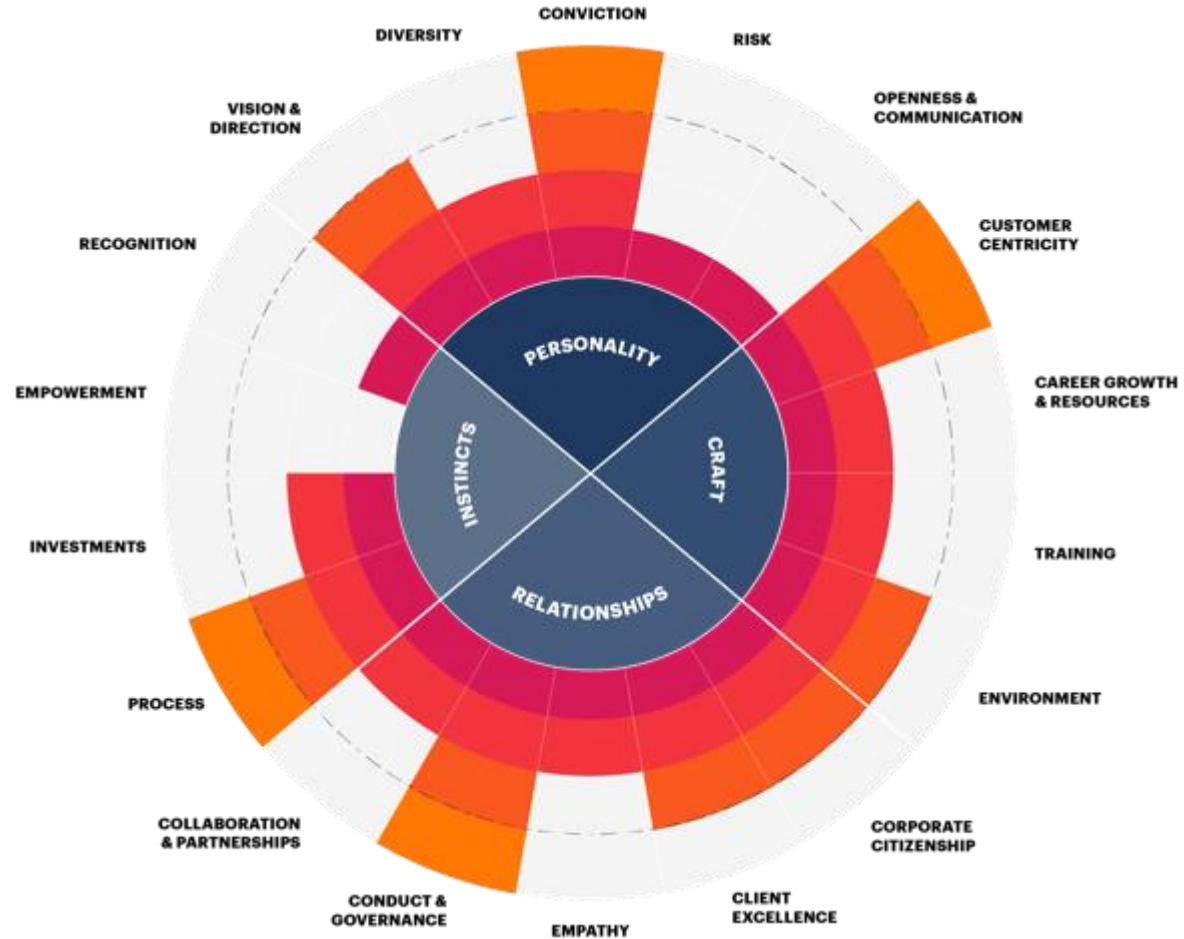 CONVICTION
RISK
OPENNESS &
COMMUNICATION
CUSTOMER
CENTRICITY
CAREER GROWTH
& RESOURCES
TRAINING
ENVIRONMENT
CORPORATE
CITIZENSHIP
CLIENT
EXCELLENCE
EMPATHY
CONDUCT &
GOVERNANCE
COLLABORATION
& PARTNERSHIPS
PROCESS
INVESTMENTS
EMPOWERMENT
RECOGNITION
VISION &
DIRECTION
DIVERSITY
PERSONALITY
CRAFT
RELATIONSHIPS
INSTINCTS